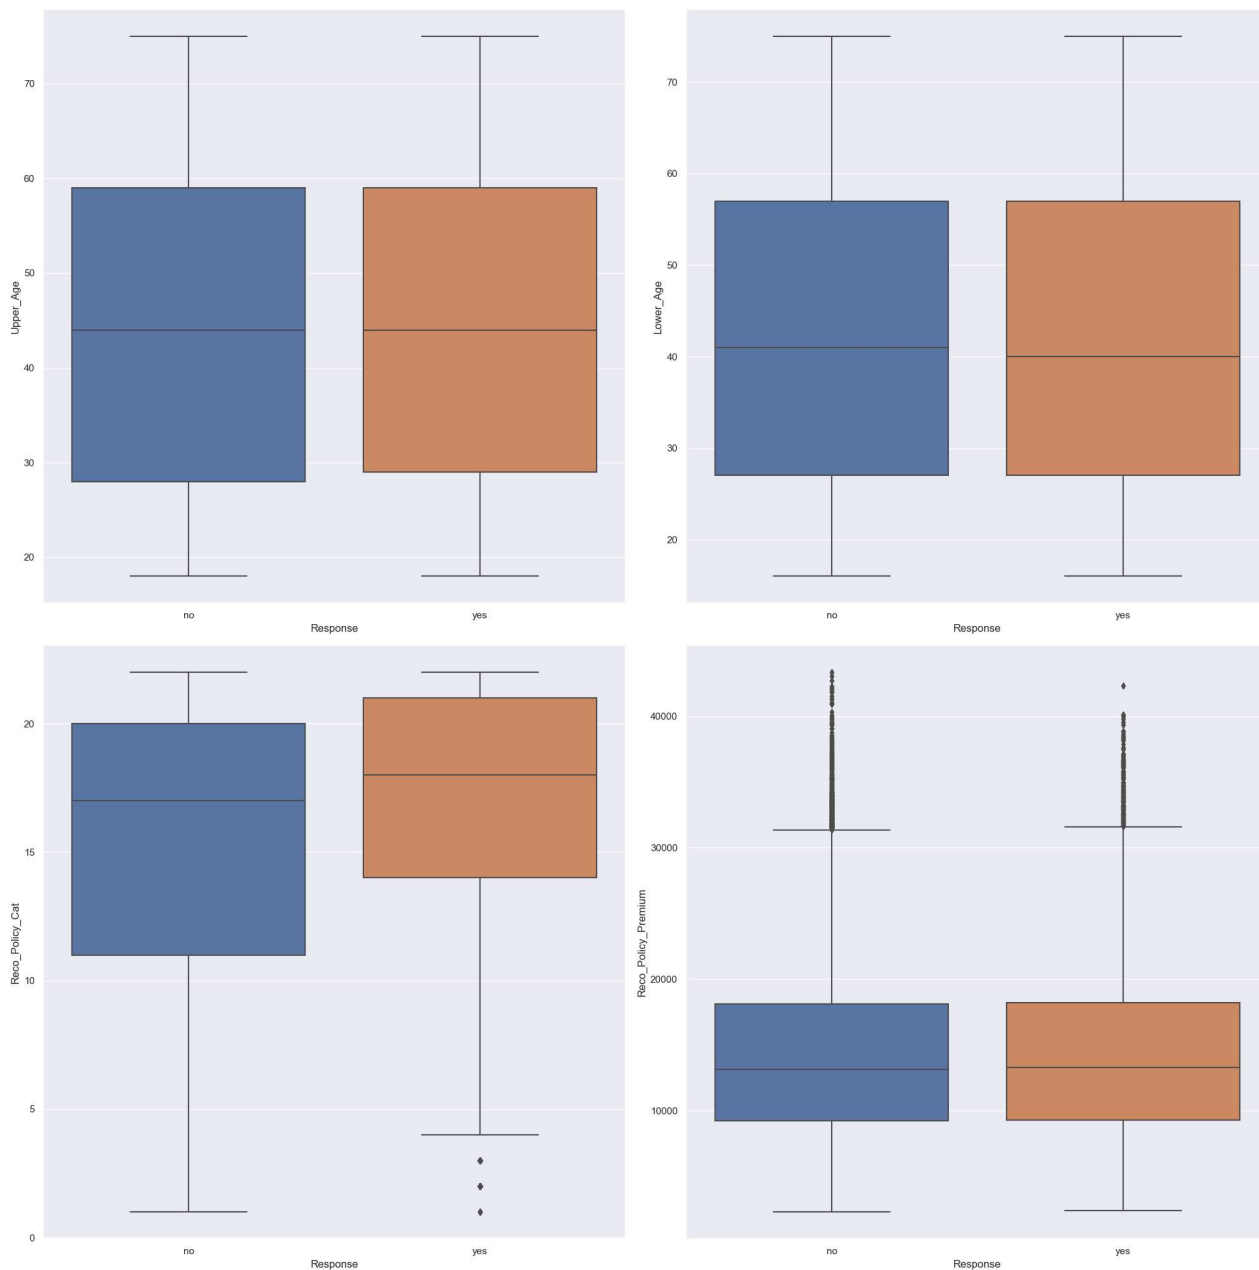 70
60
50
40
30
20
Upper_Age
no
yes
Response
70
60
50
40
30
20
Lower_Age
no
yes
Response
20
15
10
5
0
Reco_Policy_Cat
no
yes
Response
40000
30000
20000
10000
Reco_Policy_Premium
no
yes
Response